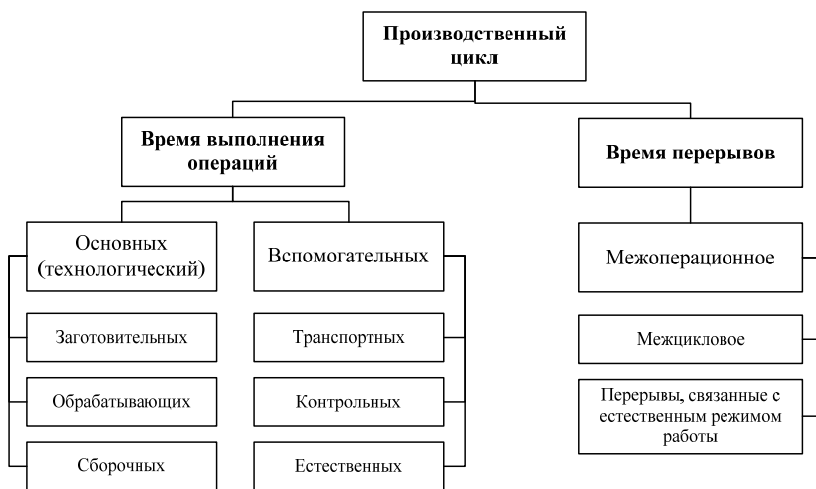 Производственный
цикл
Время выполнения
операций
Время перерывов
Основных
(технологический)
Вспомогательных
Межоперационное
Заготовительных
Транспортных
Межцикловое
Обрабатывающих
Контрольных
Перерывы, связанные с
естественным режимом
работы
Сборочных
Естественных